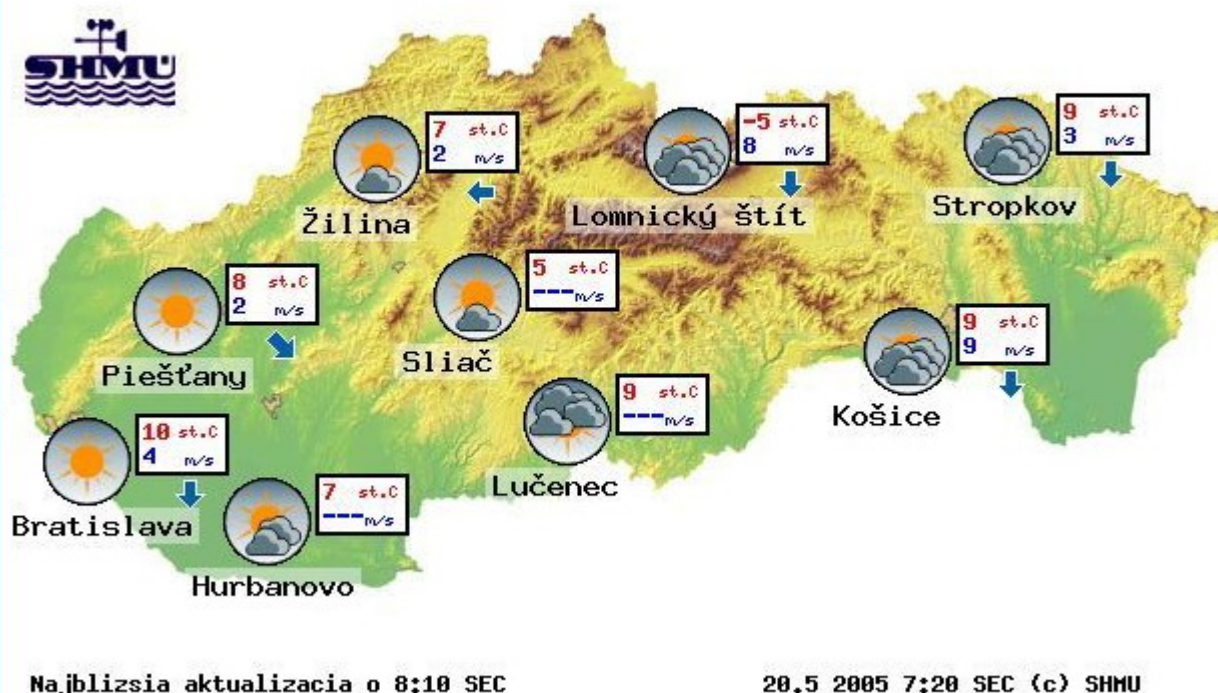 SHMÚ
7 st.C
2 m/s
Žilina
-5 st.C
8 m/s
Lomnický štít
9 st.C
3 m/s
Stropkov
8 st.C
2 m/s
Piešťany
5 st.C
---m/s
Sliač
9 st.C
9 m/s
Košice
9 st.C
---m/s
Lučenec
10 st.C
4 m/s
Bratislava
7 st.C
---m/s
Hurbanovo
Najblizsia aktualizacia o 8:10 SEC
20.5 2005 7:20 SEC (c) SHMU